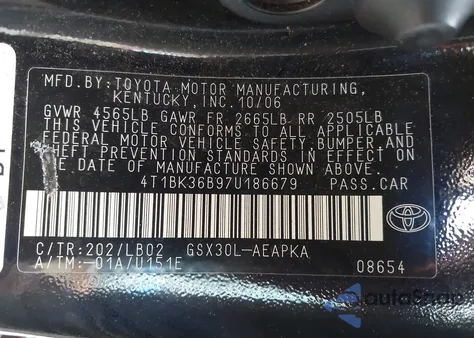 MFD.BY:TOYOTA MOTOR MANUFACTURING,
KENTUCKY, INC. 10/06
GVWR 4565LB GAWR FR 2665LB RR 2505LB
THIS VEHICLE CONFORMS TO ALL APPLICABLE
FEDERAL MOTOR VEHICLE SAFETY, BUMPER, AND
THEFT PREVENTION STANDARDS IN EFFECT ON
THE DATE OF MANUFACTURE SHOWN ABOVE.
4T1BK36B97U186679 PASS.CAR
C/TR:202/LB02 GSX30L-AEAPKA
A/TM:-01A/U151E 08654